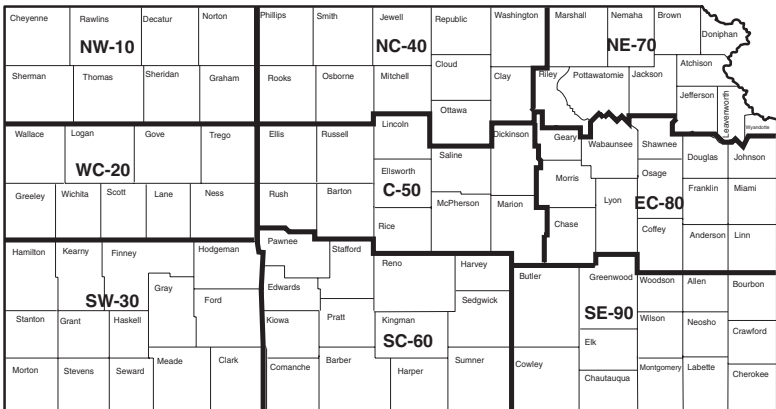 Cheyenne Rawlins Decatur Norton Phillips Smith Jewell Republic Washington Marshall Nemaha Brown Doniphan
NW-10 NC-40 NE-70
Sherman Thomas Sheridan Graham Rooks Osborne Mitchell Cloud Clay Riley Pottawatomie Jackson Atchison
Jefferson Leavenworth Wyandotte
Ottawa
Wallace Logan Gove Trego Ellis Russell Lincoln Dickinson Geary Wabaunsee Shawnee Douglas Johnson
WC-20 Saline
Ellsworth Morris Osage
C-50
Greeley Wichita Scott Lane Ness Rush Barton McPherson Marion Lyon EC-80 Franklin Miami
Rice Chase Coffey Anderson Linn
Hamilton Kearny Finney Hodgeman Pawnee Stafford Reno Harvey Butler Greenwood Woodson Allen Bourbon
SW-30 Gray Edwards Sedgwick
Ford SE-90
Stanton Grant Haskell Kiowa Pratt Kingman Wilson Neosho Crawford
SC-60
Elk
Morton Stevens Seward Meade Clark Comanche Barber Harper Sumner Cowley Chautauqua Montgomery Labette Cherokee